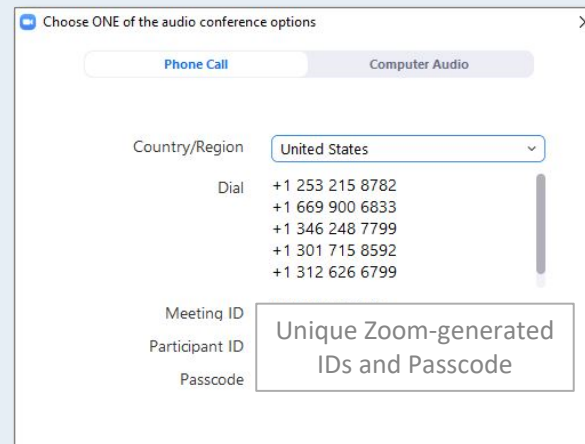 Choose ONE of the audio conference options
Phone Call
Computer Audio
Country/Region
United States
Dial
+1 253 215 8782
+1 669 900 6833
+1 346 248 7799
+1 301 715 8592
+1 312 626 6799
Meeting ID
Participant ID
Passcode
Unique Zoom-generated
IDs and Passcode